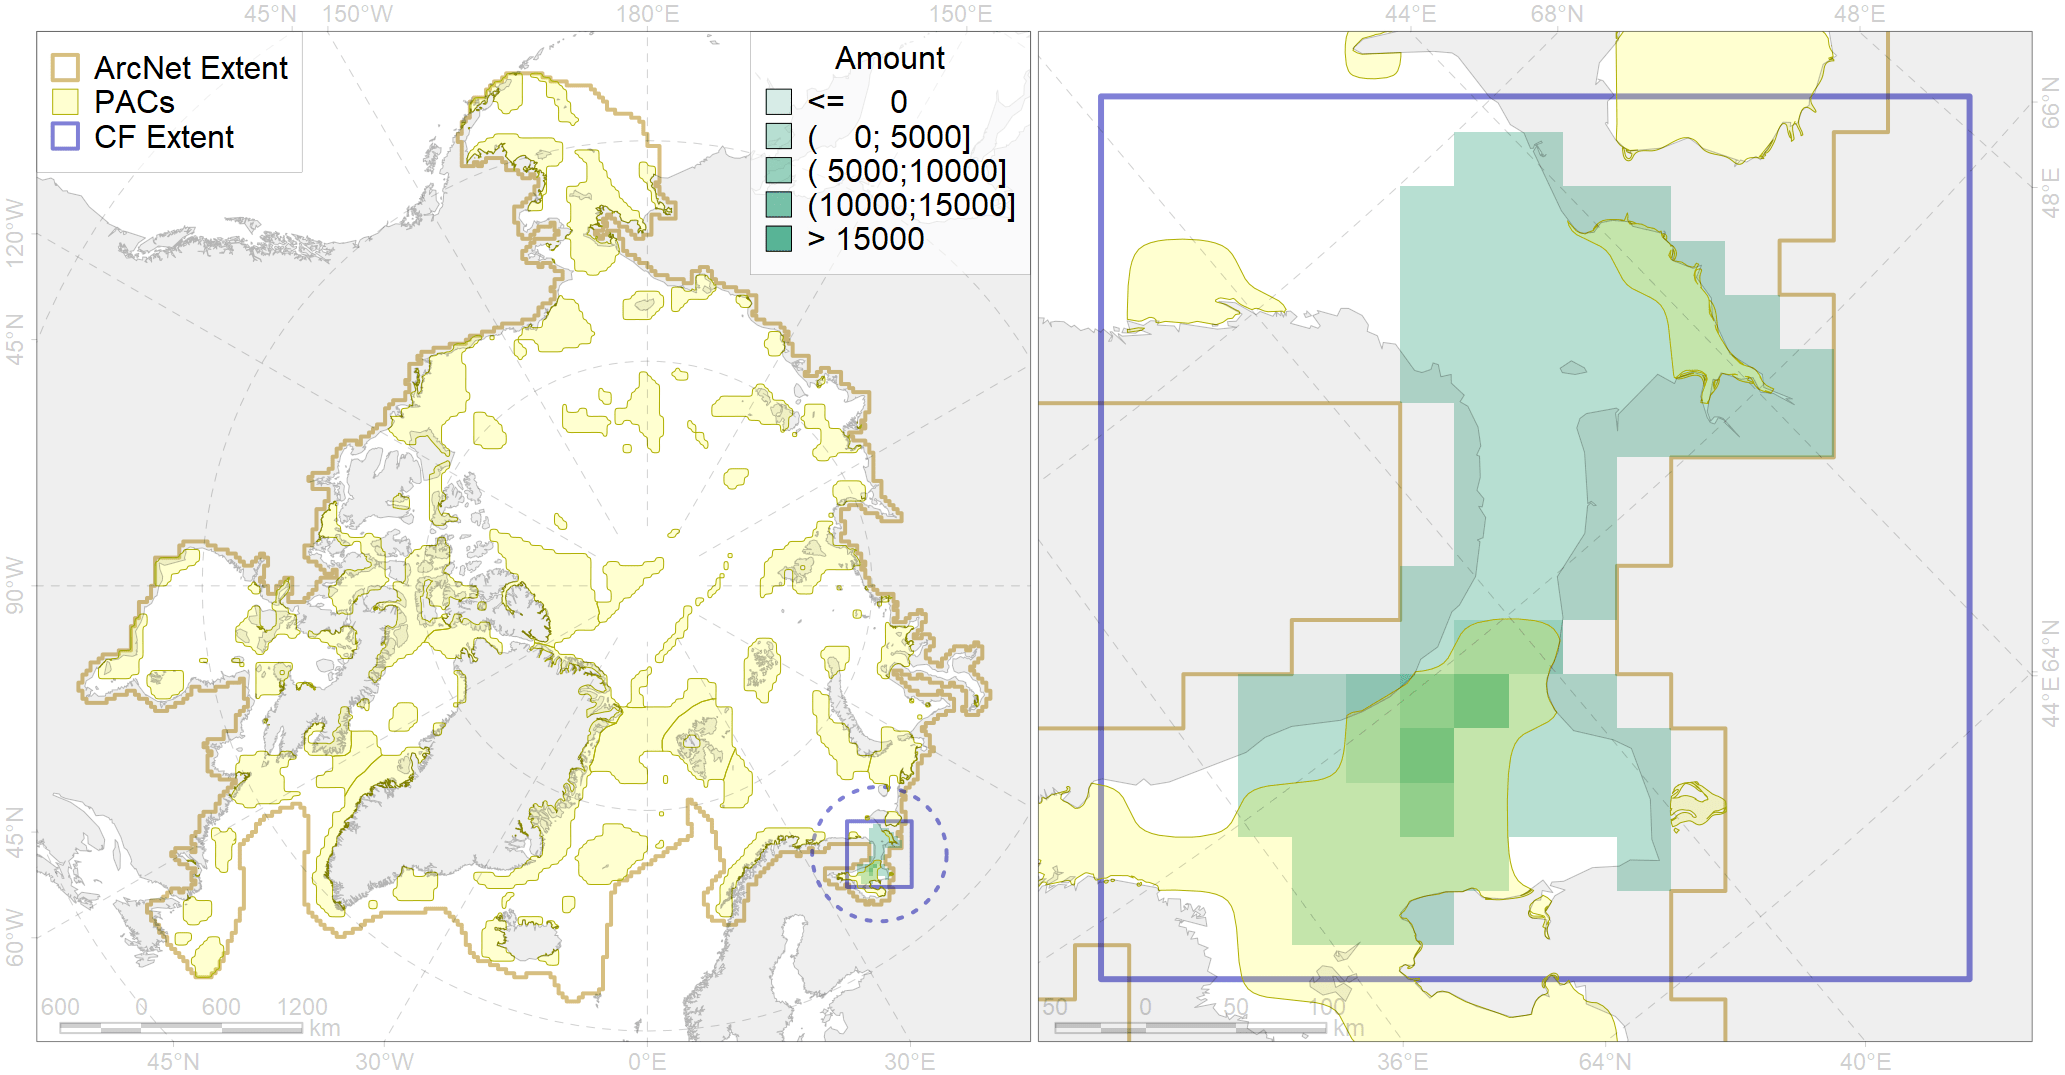 45°N 150°W 180°E 150°E 44°E 68°N 48°E
ArcNet Extent
PACs
CF Extent
Amount
<= 0
( 0; 5000]
( 5000;10000]
(10000;15000]
> 15000
120°W
45°N
90°W
45°N
60°W
66°N
48°E
64°N
44°E
600 0 600 1200
km
50 0 50 100
km
45°N 30°W 0°E 30°E 36°E 64°N 40°E